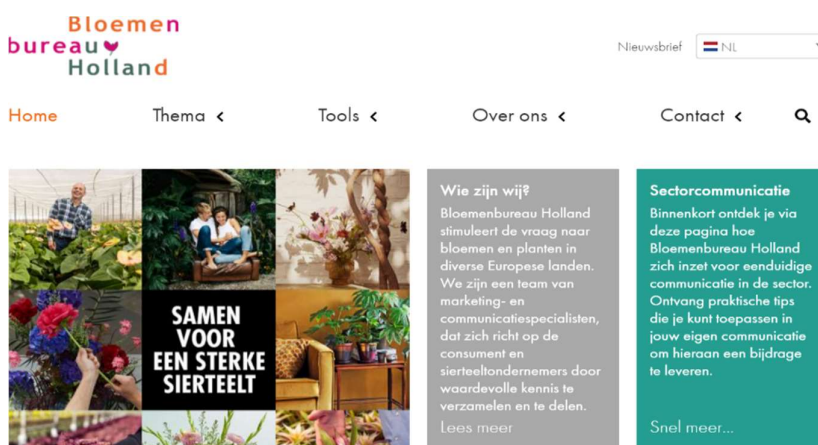 Bloemen
bureau
Holland
Nieuwsbrief
NL
Home
Thema
Tools
Over ons
Contact
SAMEN
VOOR
EEN STERKE
SIERTEELT
Wie zijn wij?
Bloemenbureau Holland
stimuleert de vraag naar
bloemen en planten in
diverse Europese landen.
We zijn een team van
marketing- en
communicatiespecialisten,
dat zich richt op de
consument en
sierteeltondernemers door
waardevolle kennis te
verzamelen en te delen.
Lees meer
Sectorcommunicatie
Binnenkort ontdek je via
deze pagina hoe
Bloemenbureau Holland
zich inzet voor eenduidige
communicatie in de sector.
Ontvang praktische tips
die je kunt toepassen in
jouw eigen communicatie
om hieraan een bijdrage
te leveren.
Snel meer...